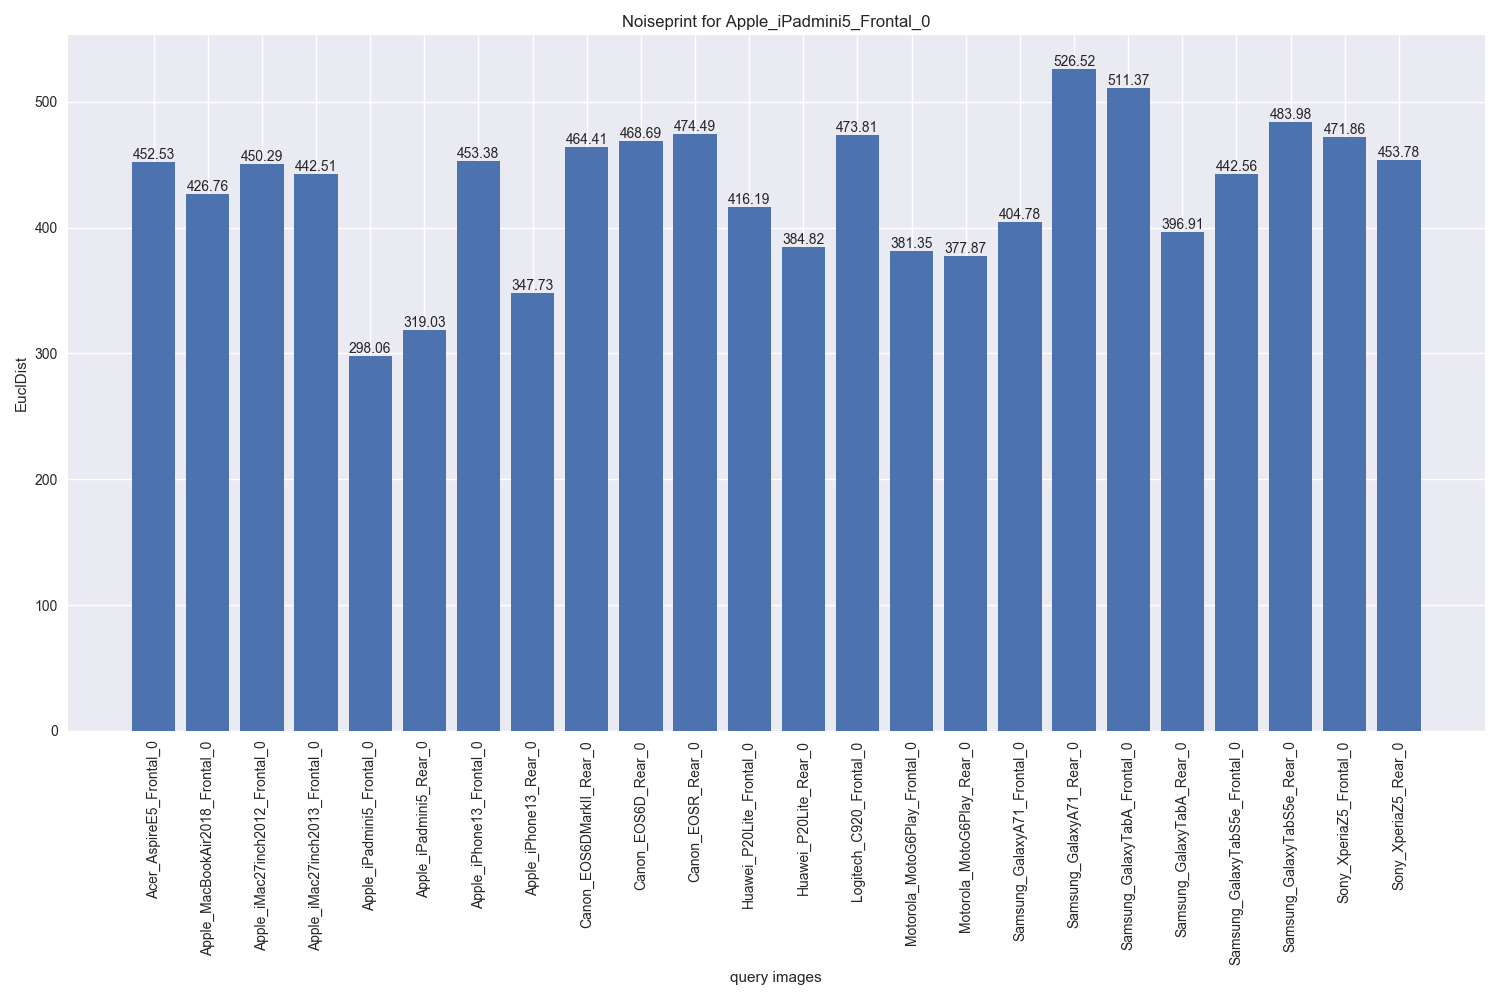 Noiseprint for Apple_iPadmini5_Frontal_0
EuclDist
500
400
300
200
100
0
452.53
426.76
450.29
442.51
298.06
319.03
453.38
347.73
464.41
468.69
474.49
416.19
384.82
473.81
381.35
377.87
404.78
526.52
511.37
396.91
442.56
483.98
471.86
453.78
Acer_AspireE5_Frontal_0
Apple_MacBookAir2018_Frontal_0
Apple_iMac27inch2012_Frontal_0
Apple_iMac27inch2013_Frontal_0
Apple_iPadmini5_Frontal_0
Apple_iPadmini5_Rear_0
Apple_iPhone13_Frontal_0
Apple_iPhone13_Rear_0
Canon_EOS6DMarkII_Rear_0
Canon_EOS6D_Rear_0
Canon_EOSR_Rear_0
Huawei_P20Lite_Frontal_0
Huawei_P20Lite_Rear_0
Logitech_C920_Frontal_0
Motorola_MotoG6Play_Frontal_0
Motorola_MotoG6Play_Rear_0
Samsung_GalaxyA71_Frontal_0
Samsung_GalaxyA71_Rear_0
Samsung_GalaxyTabA_Frontal_0
Samsung_GalaxyTabA_Rear_0
Samsung_GalaxyTabS5e_Frontal_0
Samsung_GalaxyTabS5e_Rear_0
Sony_XperiaZ5_Frontal_0
Sony_XperiaZ5_Rear_0
query images